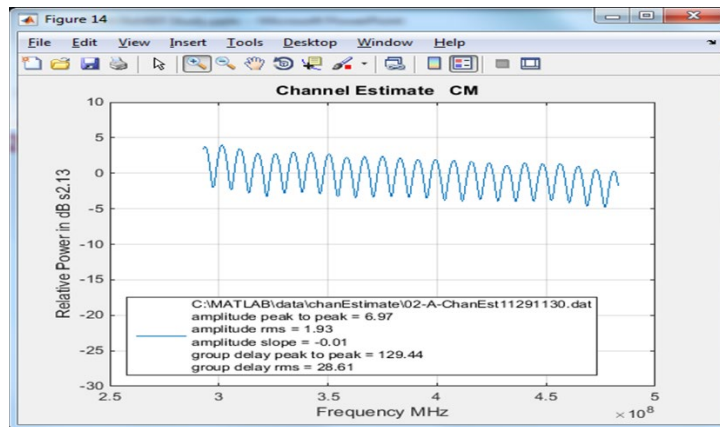 Figure 14
File Edit View Insert Tools Desktop Window Help
Channel Estimate CM
10
5
0
-5
-10
-15
-20
-25
-30
Relative Power in dB s2.13
C:\MATLAB\data\chanEstimate\02-A-ChanEst11291130.dat
amplitude peak to peak = 6.97
amplitude rms = 1.93
amplitude slope = -0.01
group delay peak to peak = 129.44
group delay rms = 28.61
2.5 3 3.5 4 4.5 5
Frequency MHz
× 10^8